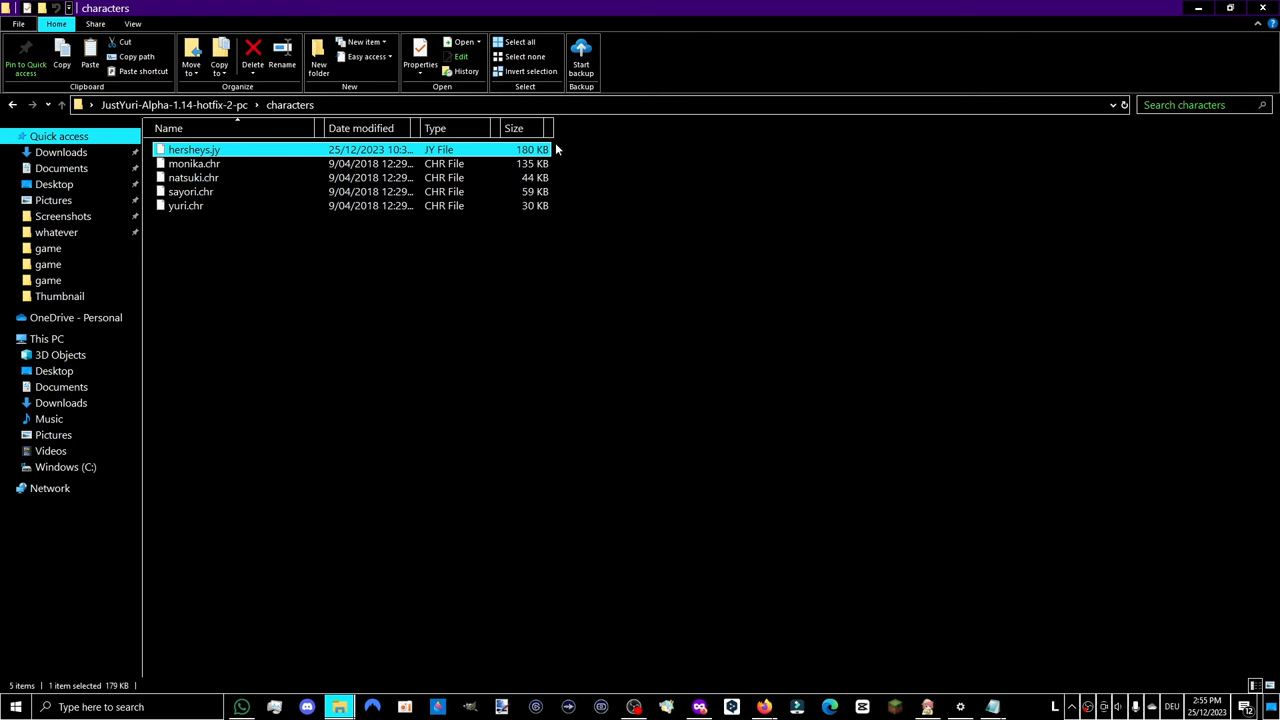 characters
File Home Share View
Pin to Quick access
Copy
Paste
Cut
Copy path
Paste shortcut
Clipboard
Move to
Copy to
Delete
Rename
Organize
New folder
New item
Easy access
New
Properties
Open
Edit
History
Open
Select all
Select none
Invert selection
Select
Start backup
Backup
JustYuri-Alpha-1.14-hotfix-2-pc > characters
Search characters
Name Date modified Type Size
hersheys.jy 25/12/2023 10:3... JY File 180 KB
monika.chr 9/04/2018 12:29... CHR File 135 KB
natsuki.chr 9/04/2018 12:29... CHR File 44 KB
sayori.chr 9/04/2018 12:29... CHR File 59 KB
yuri.chr 9/04/2018 12:29... CHR File 30 KB
Quick access
Downloads
Documents
Desktop
Pictures
Screenshots
whatever
game
game
game
Thumbnail
OneDrive - Personal
This PC
3D Objects
Desktop
Documents
Downloads
Music
Pictures
Videos
Windows (C:)
Network
5 items 1 item selected 179 KB
Type here to search
L
DEU
2:55 PM
25/12/2023
12